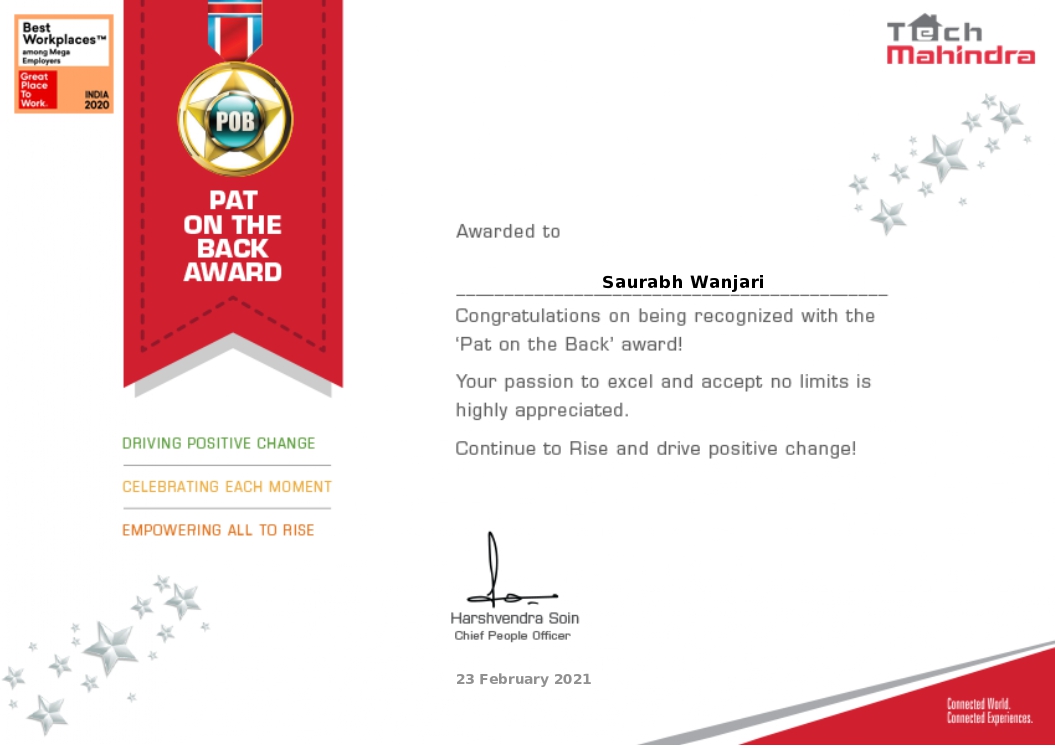 Best
Workplaces™
among Mega
Employers
Great
Place
To
Work.
INDIA
2020
POB
PAT
ON THE
BACK
AWARD
DRIVING POSITIVE CHANGE
CELEBRATING EACH MOMENT
EMPOWERING ALL TO RISE
Tech
Mahindra
Awarded to
Saurabh Wanjari
Congratulations on being recognized with the
‘Pat on the Back’ award!
Your passion to excel and accept no limits is
highly appreciated.
Continue to Rise and drive positive change!
Harshvendra Soin
Chief People Officer
23 February 2021
Connected World.
Connected Experiences.